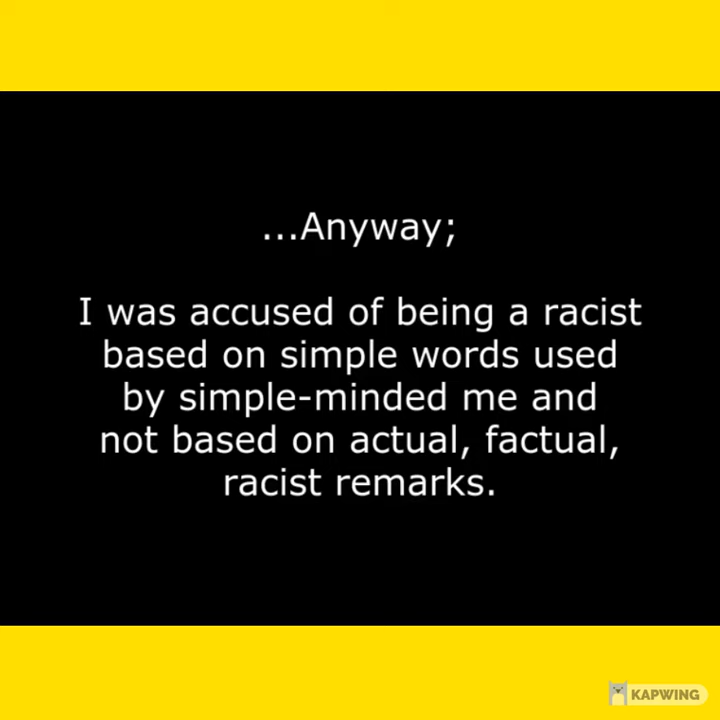 ...Anyway;
I was accused of being a racist
based on simple words used
by simple-minded me and
not based on actual, factual,
racist remarks.
KAPWING